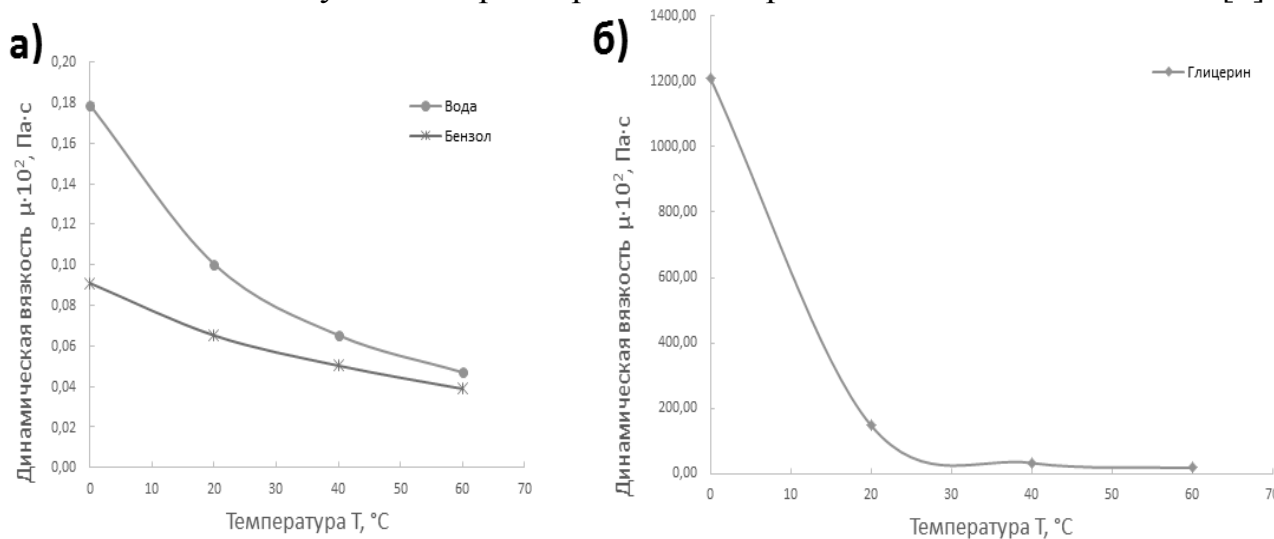 а)
Динамическая вязкость μ·10², Па·с
0,20
0,18
0,16
0,14
0,12
0,10
0,08
0,06
0,04
0,02
0,00
0 10 20 30 40 50 60 70
Температура T, °C
Вода
Бензол
б)
Динамическая вязкость μ·10², Па·с
1400,00
1200,00
1000,00
800,00
600,00
400,00
200,00
0,00
0 10 20 30 40 50 60 70
Температура T, °C
Глицерин